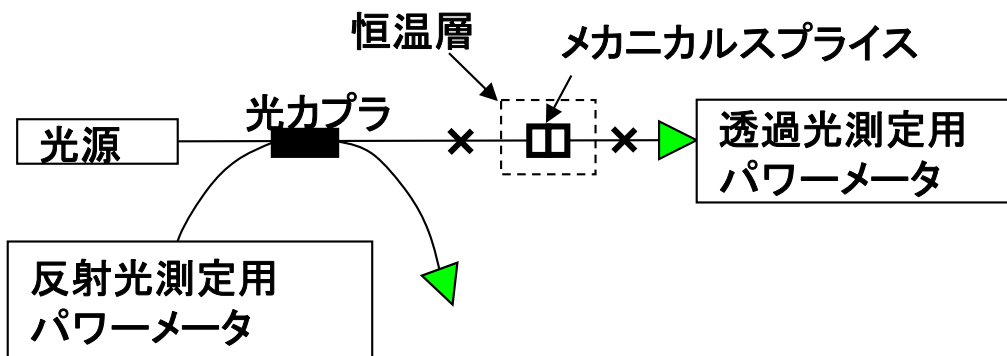 恒温層
メカニカルスプライス
光カプラ
光源
透過光測定用
パワーメータ
反射光測定用
パワーメータ